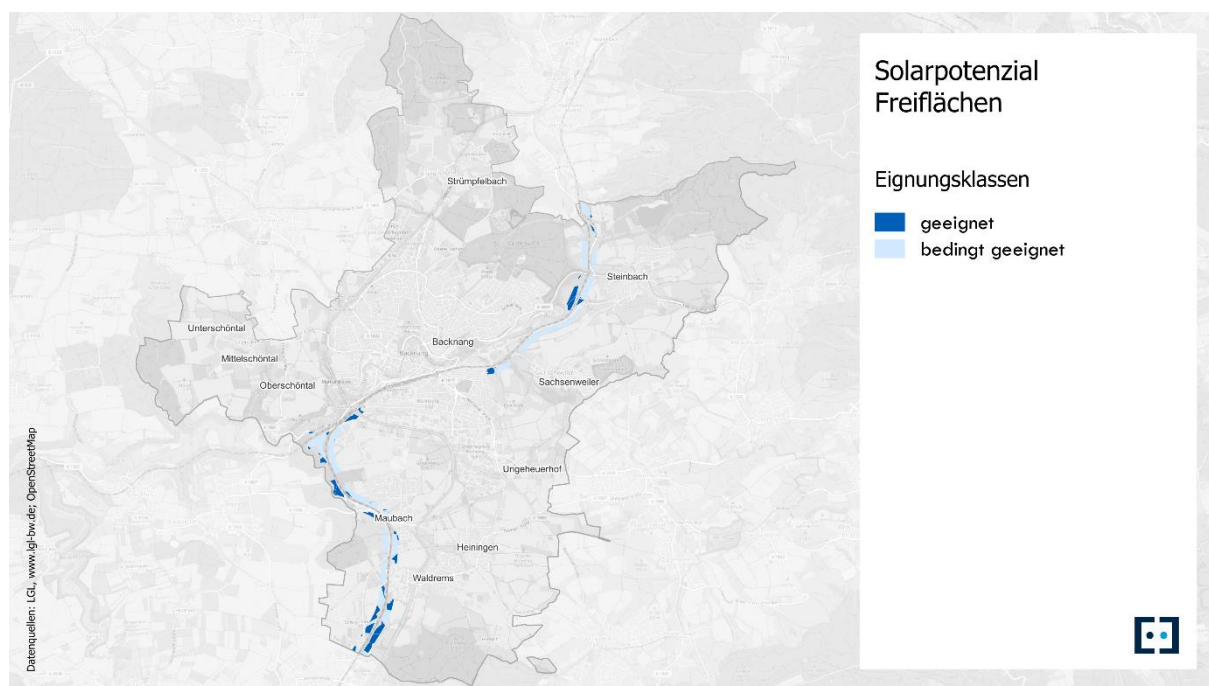 Solarpotenzial
Freiflächen
Eignungsklassen
geeignet
bedingt geeignet
Strümpfelbach
Steinbach
Unterschöntal
Mittelschöntal
Backnang
Backnang
Oberschöntal
Sachsenweiler
Ungeheuerhof
Maubach
Heiningen
Waldrems
Datenquellen: LGL, www.lgl-bw.de; OpenStreetMap